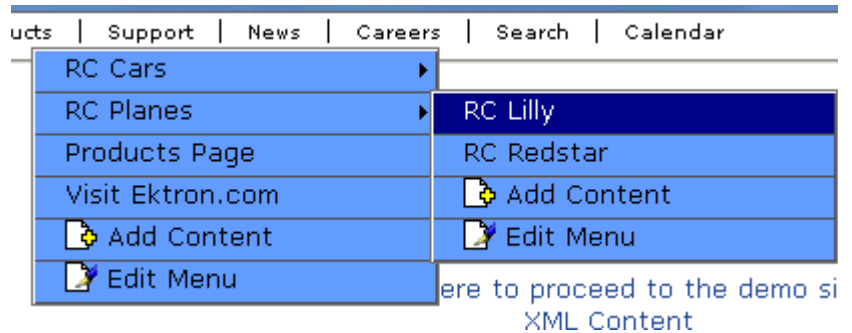 ucts | Support | News | Careers | Search | Calendar
RC Cars
RC Planes
Products Page
Visit Ektron.com
Add Content
Edit Menu
RC Lilly
RC Redstar
Add Content
Edit Menu
ere to proceed to the demo si
XML Content